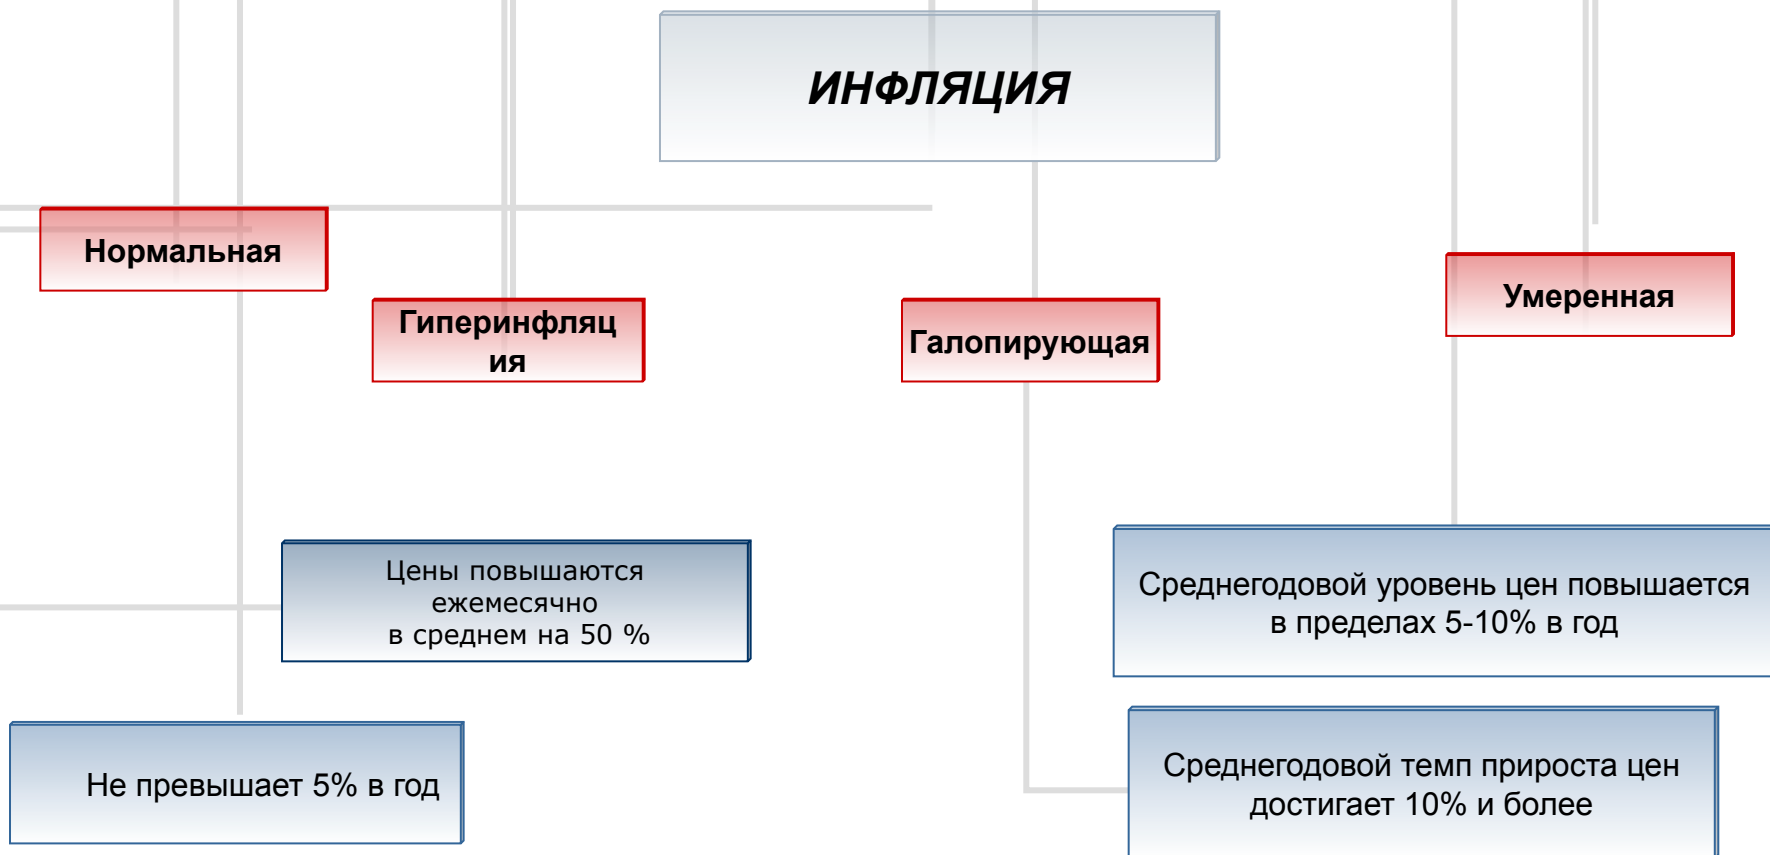 ИНФЛЯЦИЯ
Нормальная
Гиперинфляц
ия
Галопирующая
Умеренная
Цены повышаются
ежемесячно
в среднем на 50 %
Среднегодовой уровень цен повышается
в пределах 5-10% в год
Не превышает 5% в год
Среднегодовой темп прироста цен
достигает 10% и более